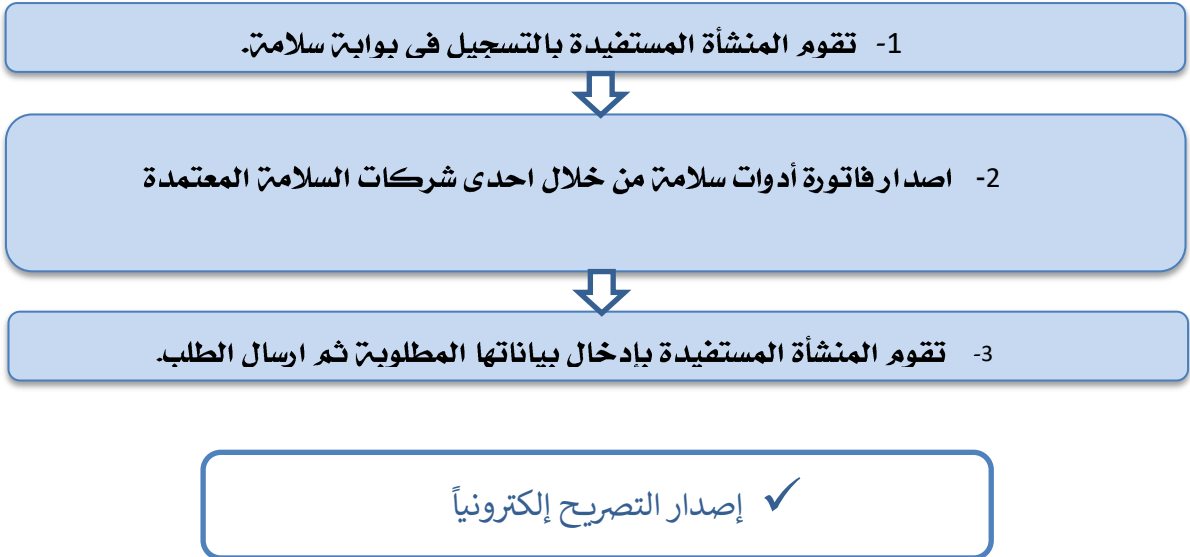 1- تقوم المنشأة المستفيدة بالتسجيل في بوابة سلامة.
2- اصدار فاتورة أدوات سلامة من خلال احدى شركات السلامة المعتمدة
3- تقوم المنشأة المستفيدة بإدخال بياناتها المطلوبة ثم ارسال الطلب.
✓ إصدار التصريح إلكترونياً